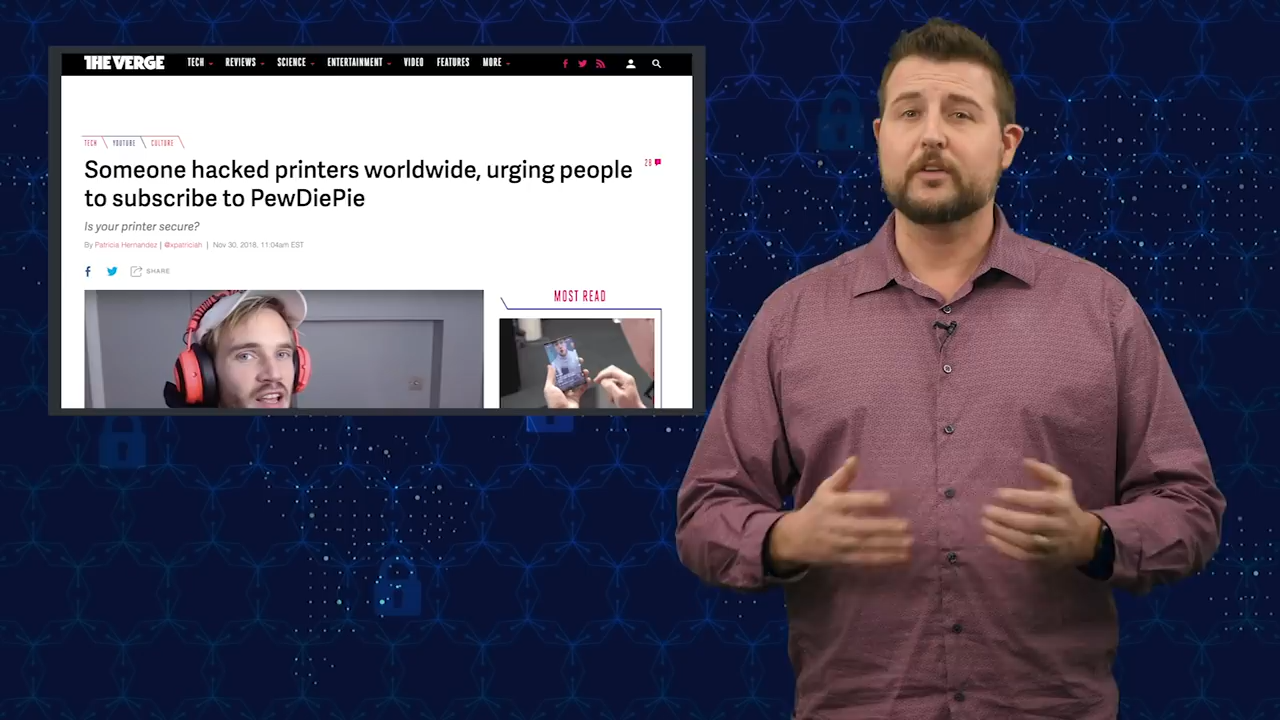 THE VERGE
TECH REVIEWS SCIENCE ENTERTAINMENT VIDEO FEATURES MORE
TECH YOUTUBE CULTURE
Someone hacked printers worldwide, urging people
to subscribe to PewDiePie
28
Is your printer secure?
By Patricia Hernandez | @xpatriciah | Nov 30, 2018, 11:04am EST
SHARE
MOST READ